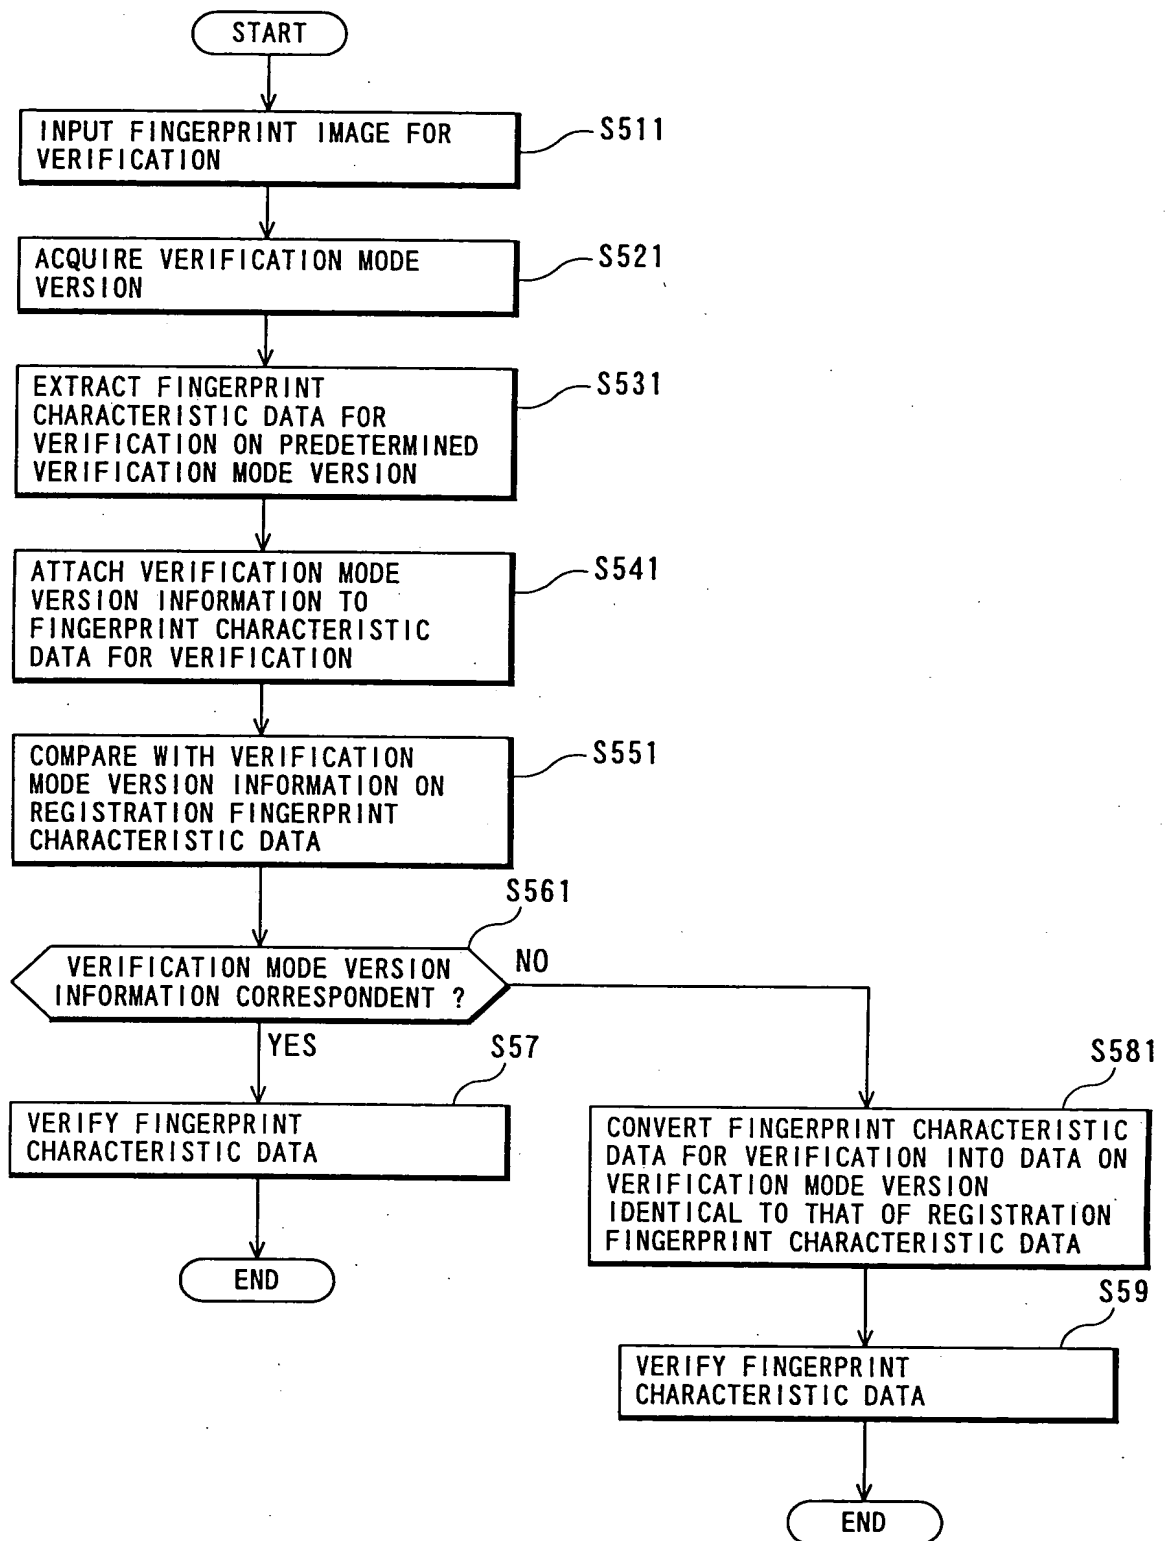 START
INPUT FINGERPRINT IMAGE FOR
VERIFICATION
S511
ACQUIRE VERIFICATION MODE
VERSION
S521
EXTRACT FINGERPRINT
CHARACTERISTIC DATA FOR
VERIFICATION ON PREDETERMINED
VERIFICATION MODE VERSION
S531
ATTACH VERIFICATION MODE
VERSION INFORMATION TO
FINGERPRINT CHARACTERISTIC
DATA FOR VERIFICATION
S541
COMPARE WITH VERIFICATION
MODE VERSION INFORMATION ON
REGISTRATION FINGERPRINT
CHARACTERISTIC DATA
S551
S561
VERIFICATION MODE VERSION
INFORMATION CORRESPONDENT ?
NO
YES
S57
VERIFY FINGERPRINT
CHARACTERISTIC DATA
END
S581
CONVERT FINGERPRINT CHARACTERISTIC
DATA FOR VERIFICATION INTO DATA ON
VERIFICATION MODE VERSION
IDENTICAL TO THAT OF REGISTRATION
FINGERPRINT CHARACTERISTIC DATA
S59
VERIFY FINGERPRINT
CHARACTERISTIC DATA
END